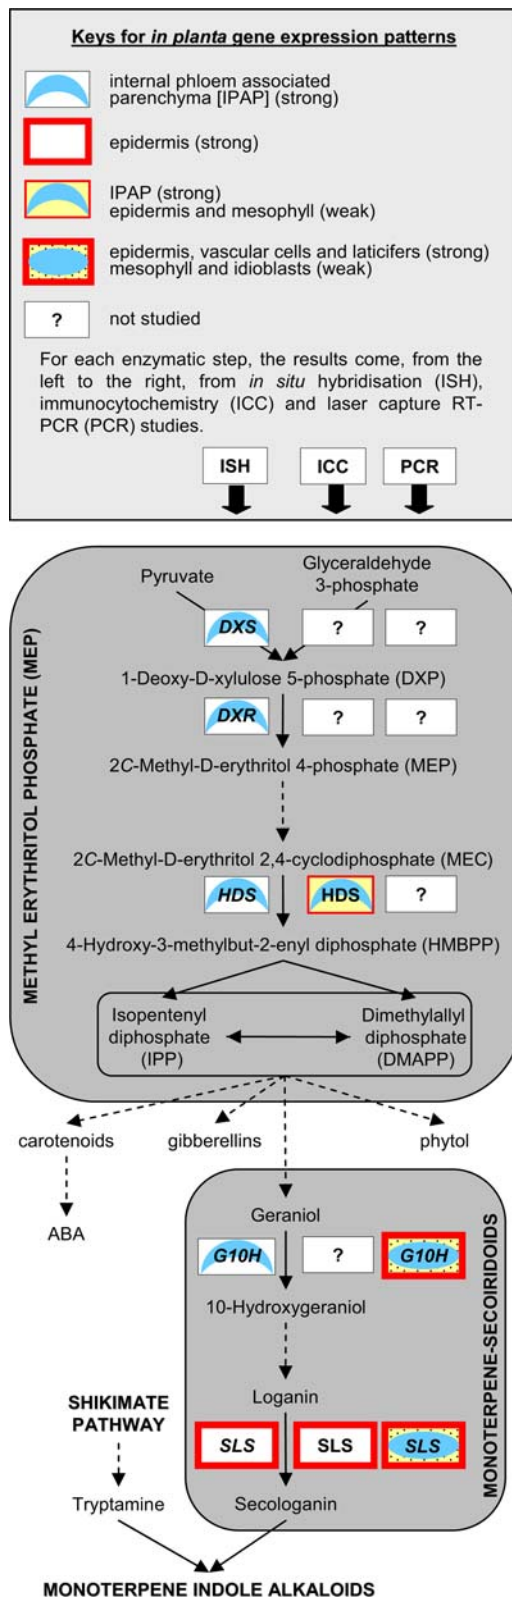 Keys for in planta gene expression patterns
internal phloem associated
parenchyma [IPAP] (strong)
epidermis (strong)
IPAP (strong)
epidermis and mesophyll (weak)
epidermis, vascular cells and laticifers (strong)
mesophyll and idioblasts (weak)
? not studied
For each enzymatic step, the results come, from the
left to the right, from in situ hybridisation (ISH),
immunocytochemistry (ICC) and laser capture RT-
PCR (PCR) studies.
ISH ICC PCR
METHYL ERYTHRITOL PHOSPHATE (MEP)
Pyruvate
Glyceraldehyde
3-phosphate
DXS ? ?
1-Deoxy-D-xylulose 5-phosphate (DXP)
DXR ? ?
2C-Methyl-D-erythritol 4-phosphate (MEP)
2C-Methyl-D-erythritol 2,4-cyclodiphosphate (MEC)
HDS HDS ?
4-Hydroxy-3-methylbut-2-enyl diphosphate (HMBPP)
Isopentenyl
diphosphate
(IPP)
Dimethylallyl
diphosphate
(DMAPP)
carotenoids gibberellins phytol
ABA
MONOTERPENE-SECOIRIDOIDS
Geraniol
G10H ? G10H
10-Hydroxygeraniol
Loganin
SHIKIMATE
PATHWAY
SLS SLS SLS
Tryptamine Secologanin
MONOTERPENE INDOLE ALKALOIDS